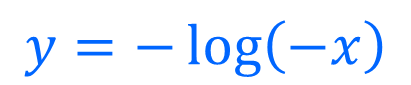 y = − log(−x)